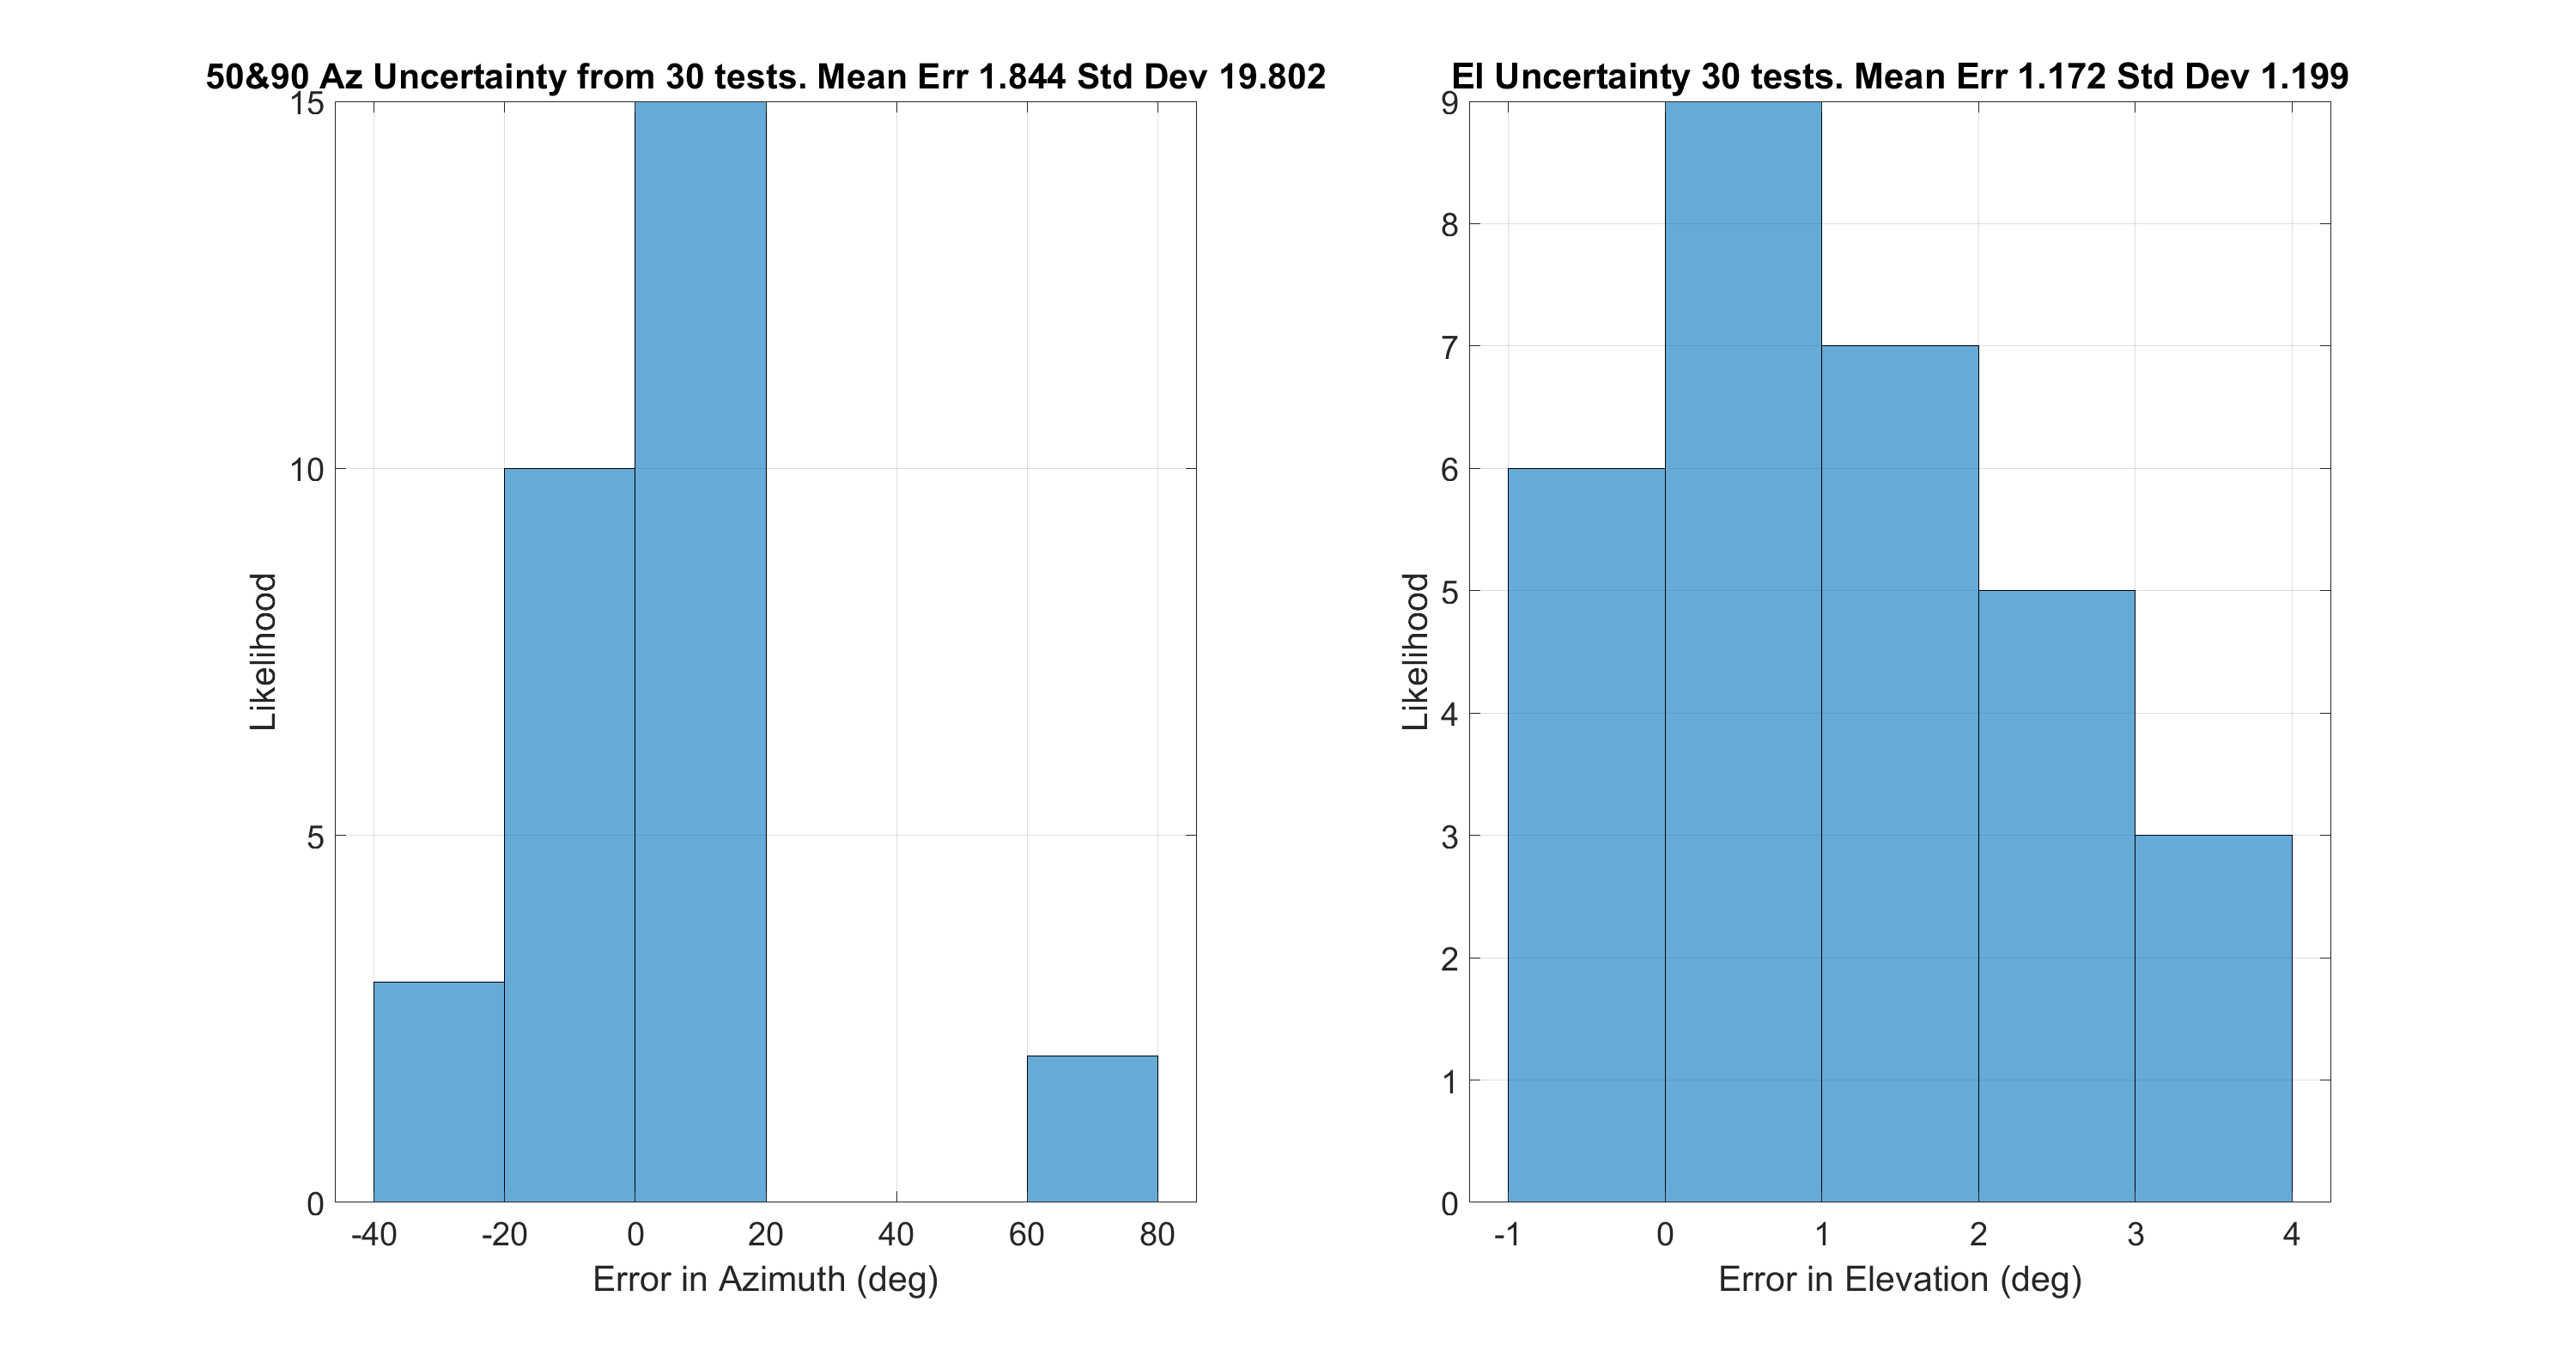 50&90 Az Uncertainty from 30 tests. Mean Err 1.844 Std Dev 19.802
15
10
5
0
Likelihood
-40 -20 0 20 40 60 80
Error in Azimuth (deg)
El Uncertainty 30 tests. Mean Err 1.172 Std Dev 1.199
9
8
7
6
5
4
3
2
1
0
Likelihood
-1 0 1 2 3 4
Error in Elevation (deg)